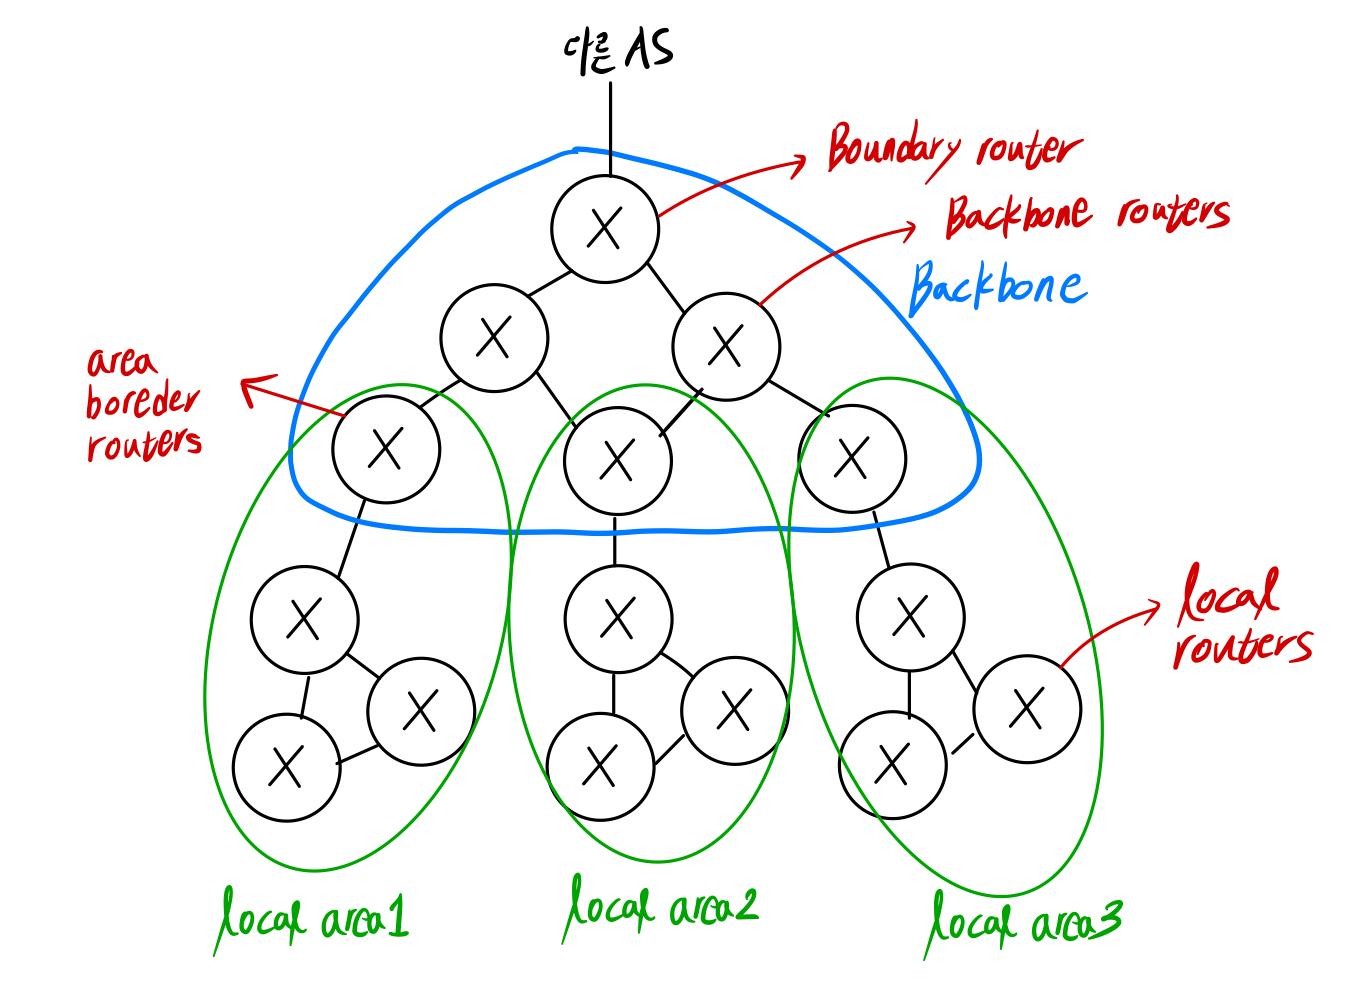 다른 AS
Boundary router
Backbone routers
Backbone
area
boreder
routers
local
routers
local area1
local area2
local area3